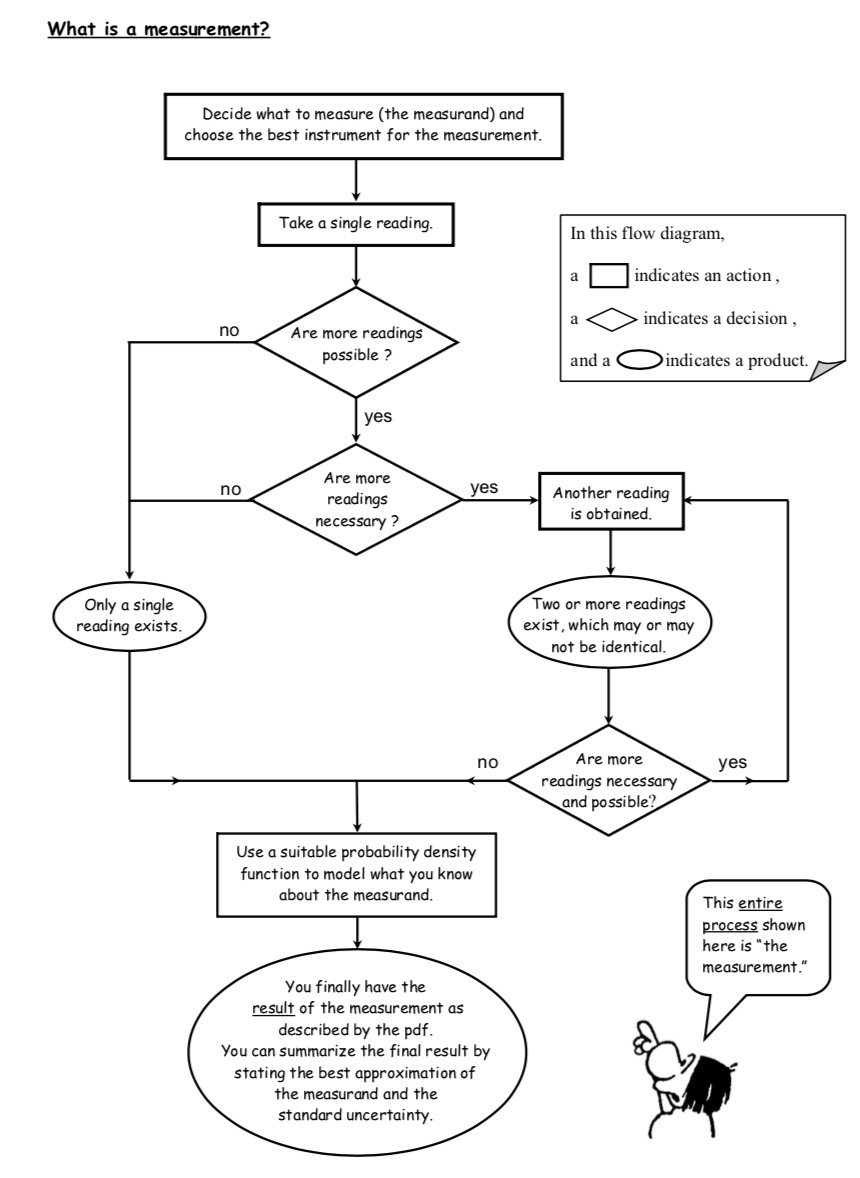 What is a measurement?
Decide what to measure (the measurand) and
choose the best instrument for the measurement.
Take a single reading.
In this flow diagram,
a indicates an action ,
a indicates a decision ,
and a indicates a product.
Are more readings
possible ?
no
yes
Are more
readings
necessary ?
no
yes
Another reading
is obtained.
Only a single
reading exists.
Two or more readings
exist, which may or may
not be identical.
Are more
readings necessary
and possible?
no
yes
Use a suitable probability density
function to model what you know
about the measurand.
This entire
process shown
here is “the
measurement.”
You finally have the
result of the measurement as
described by the pdf.
You can summarize the final result by
stating the best approximation of
the measurand and the
standard uncertainty.